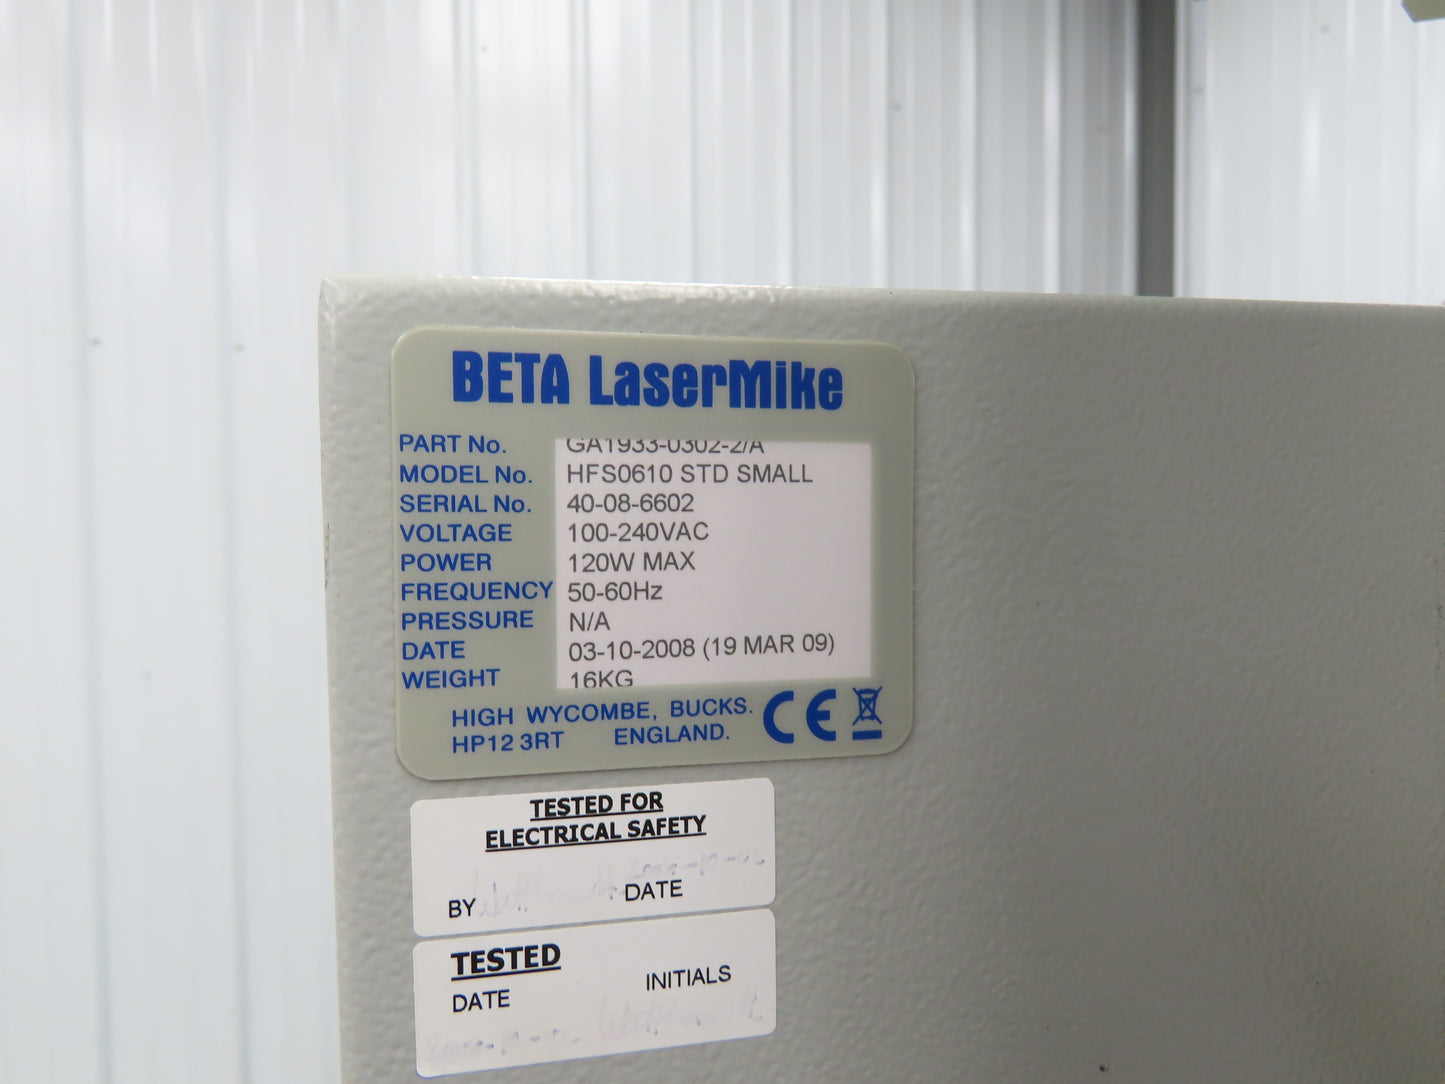 BETA LaserMike
PART No. GA1933-0302-2/A
MODEL No. HFS0610 STD SMALL
SERIAL No. 40-08-6602
VOLTAGE 100-240VAC
POWER 120W MAX
FREQUENCY 50-60Hz
PRESSURE N/A
DATE 03-10-2008 (19 MAR 09)
WEIGHT 16KG
HIGH WYCOMBE, BUCKS.
HP12 3RT ENGLAND.
CE
TESTED FOR
ELECTRICAL SAFETY
BY DATE
TESTED
DATE INITIALS